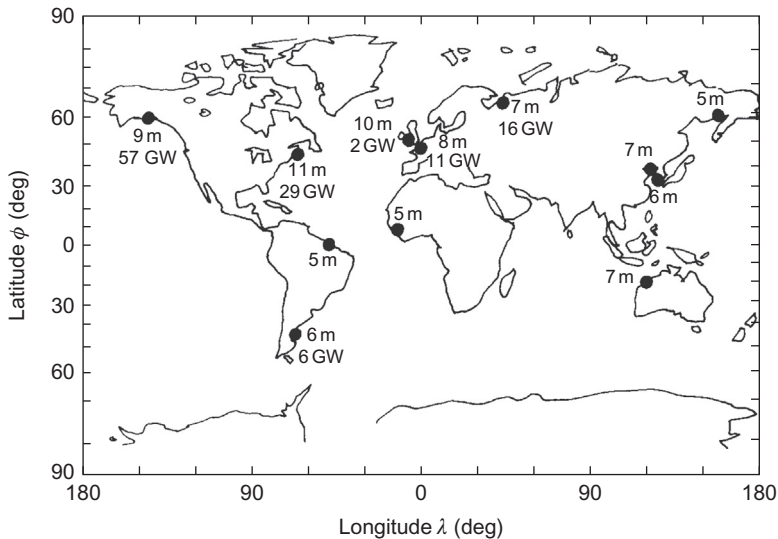 90
60
30
0
30
60
90
Latitude ϕ (deg)
180
90
0
90
180
Longitude λ (deg)
9 m
57 GW
11 m
29 GW
10 m
2 GW
8 m
11 GW
7 m
16 GW
5 m
7 m
6 m
5 m
5 m
7 m
6 m
6 GW